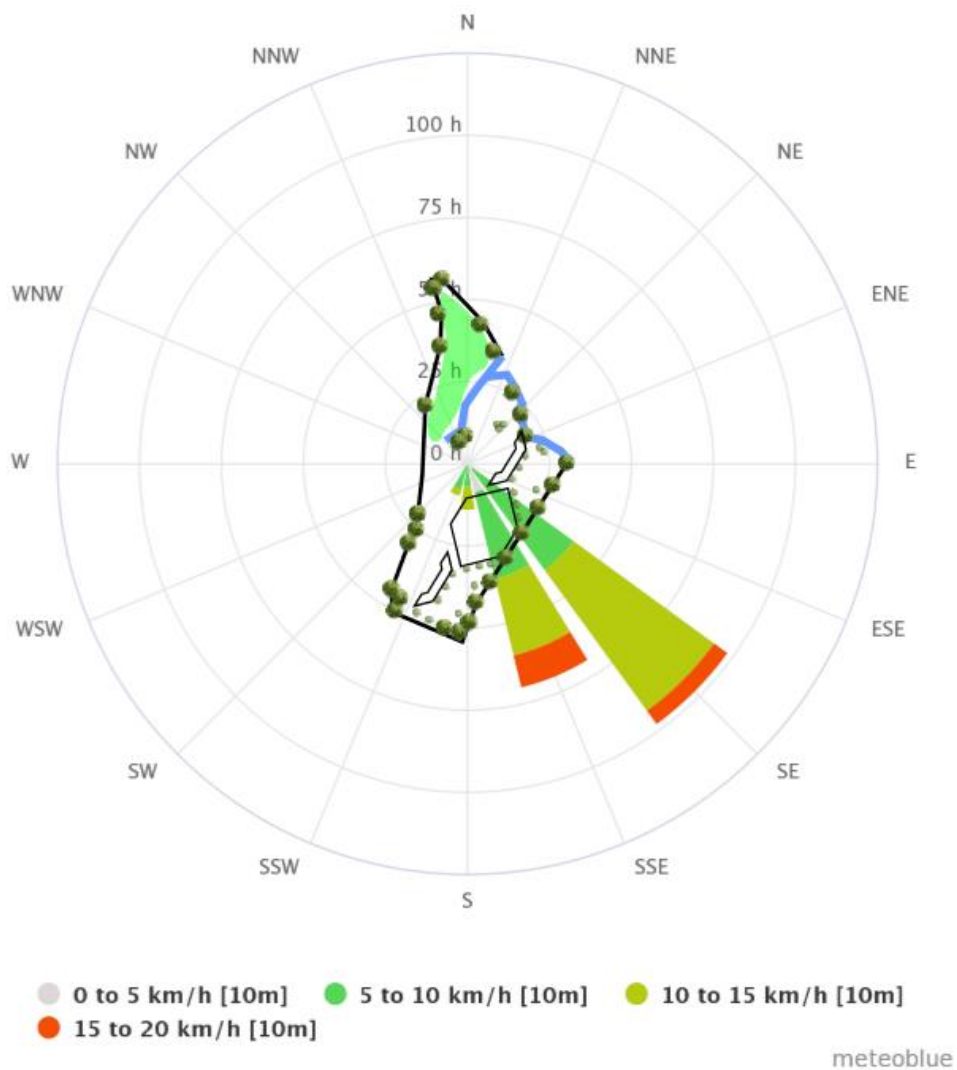 N
NNW
NNE
100 h
NW
NE
75 h
WNW
ENE
0 h
W
E
WSW
ESE
SW
SE
SSW
SSE
S
0 to 5 km/h [10m]
5 to 10 km/h [10m]
10 to 15 km/h [10m]
15 to 20 km/h [10m]
meteoblue